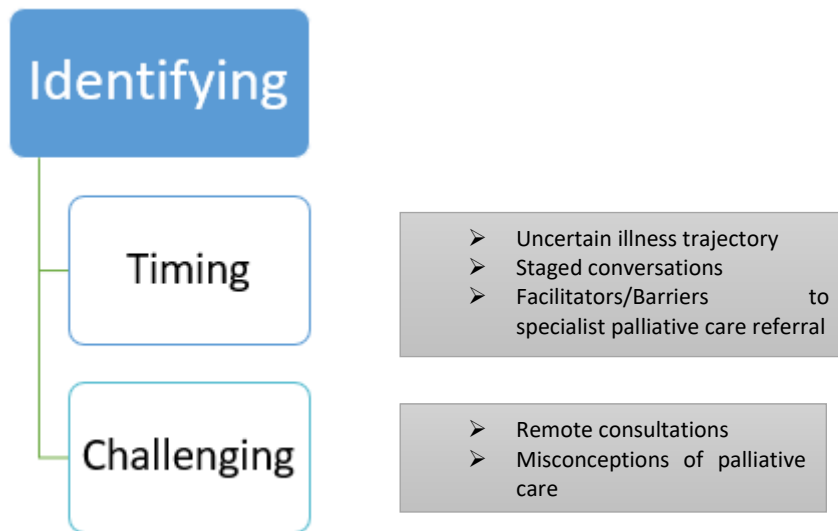 Identifying
Timing
➢ Uncertain illness trajectory
➢ Staged conversations
➢ Facilitators/Barriers to
specialist palliative care referral
Challenging
➢ Remote consultations
➢ Misconceptions of palliative
care